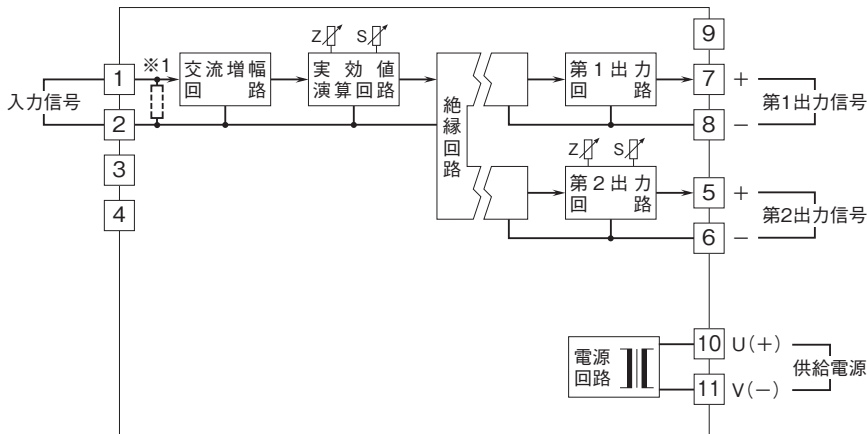 9
Z S
※1
1
交流増幅
回 路
実 効 値
演算回路
第1出力
回 路
7
+
入力信号
第1出力信号
2
絶縁回路
8
−
3
Z S
4
第2出力
回 路
5
+
第2出力信号
6
−
電源
回路
10
U(+)
供給電源
11
V(−)